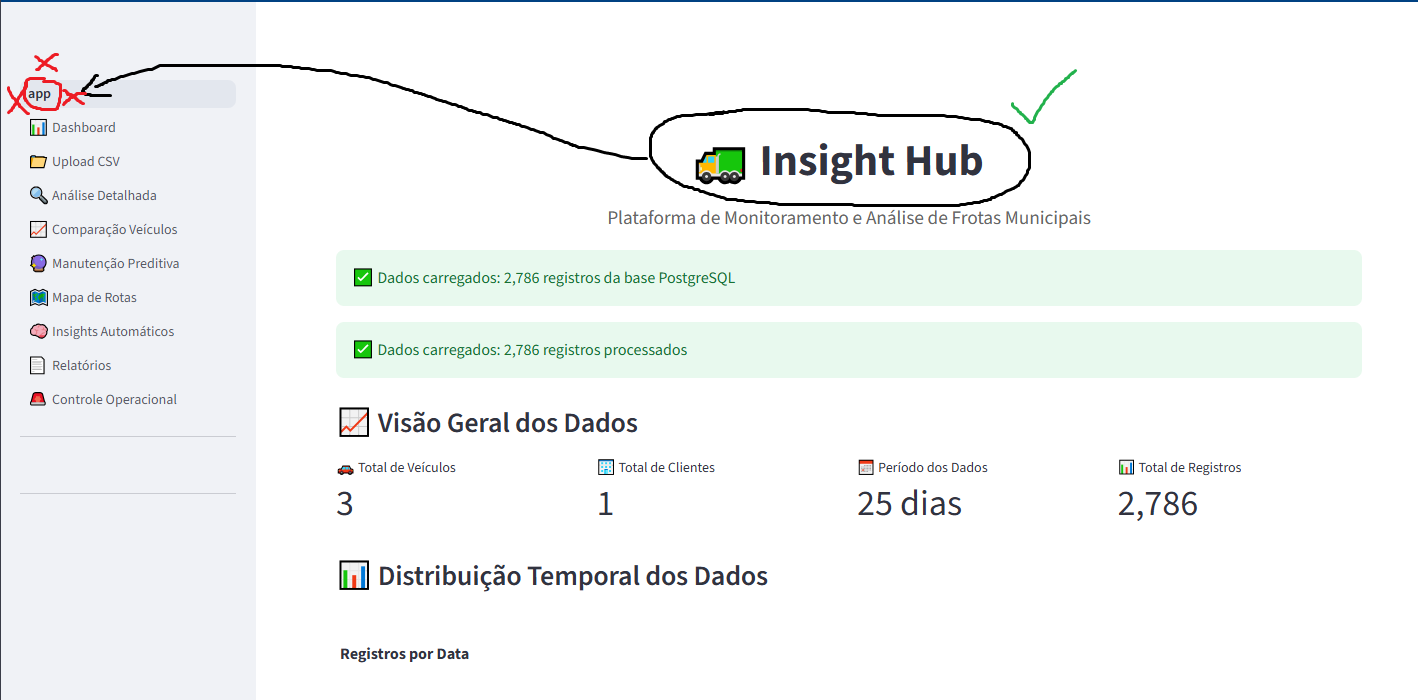 app
Dashboard
Upload CSV
Análise Detalhada
Comparação Veículos
Manutenção Preditiva
Mapa de Rotas
Insights Automáticos
Relatórios
Controle Operacional
Insight Hub
Plataforma de Monitoramento e Análise de Frotas Municipais
Dados carregados: 2,786 registros da base PostgreSQL
Dados carregados: 2,786 registros processados
Visão Geral dos Dados
Total de Veículos
3
Total de Clientes
1
Período dos Dados
25 dias
Total de Registros
2,786
Distribuição Temporal dos Dados
Registros por Data